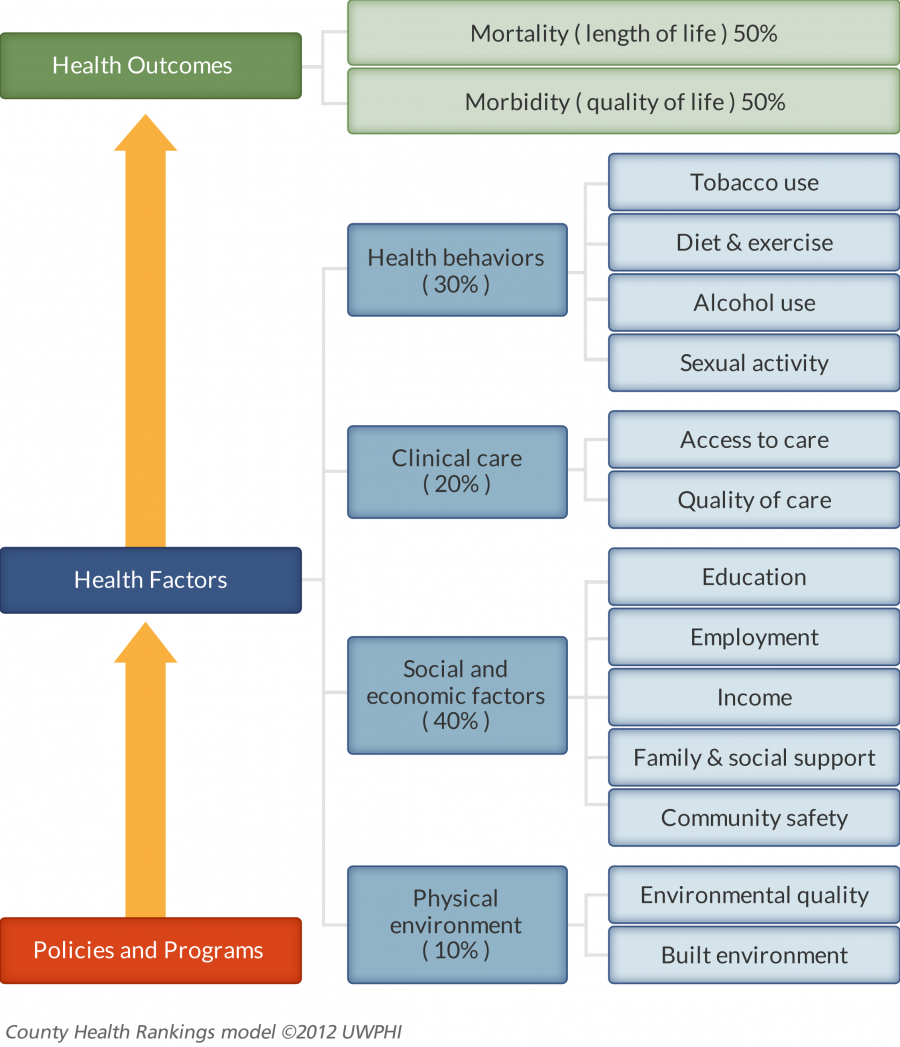 Health Outcomes
Mortality ( length of life ) 50%
Morbidity ( quality of life ) 50%
Health behaviors
( 30% )
Tobacco use
Diet & exercise
Alcohol use
Sexual activity
Clinical care
( 20% )
Access to care
Quality of care
Health Factors
Social and
economic factors
( 40% )
Education
Employment
Income
Family & social support
Community safety
Physical
environment
( 10% )
Environmental quality
Built environment
Policies and Programs
County Health Rankings model ©2012 UWPHI